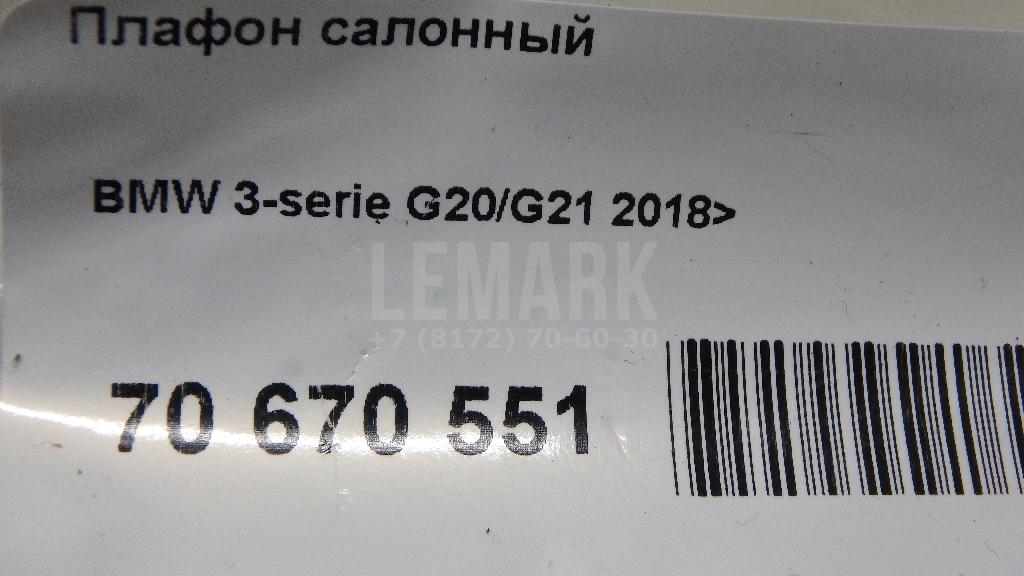 Плафон салонный
BMW 3-serie G20/G21 2018>
LEMARK
+7 (8172) 70-60-30
70 670 551